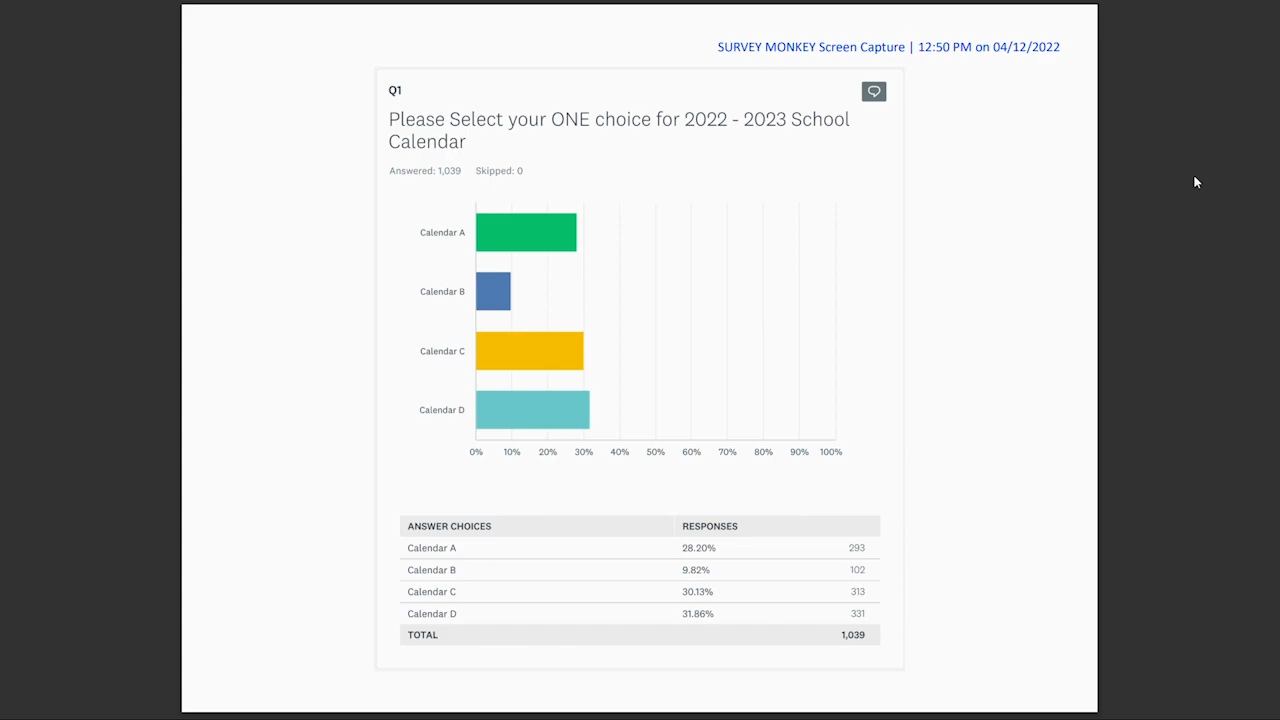 SURVEY MONKEY Screen Capture | 12:50 PM on 04/12/2022
Q1
Please Select your ONE choice for 2022 - 2023 School
Calendar
Answered: 1,039 Skipped: 0
Calendar A
Calendar B
Calendar C
Calendar D
0% 10% 20% 30% 40% 50% 60% 70% 80% 90% 100%
ANSWER CHOICES RESPONSES
Calendar A 28.20% 293
Calendar B 9.82% 102
Calendar C 30.13% 313
Calendar D 31.86% 331
TOTAL 1,039